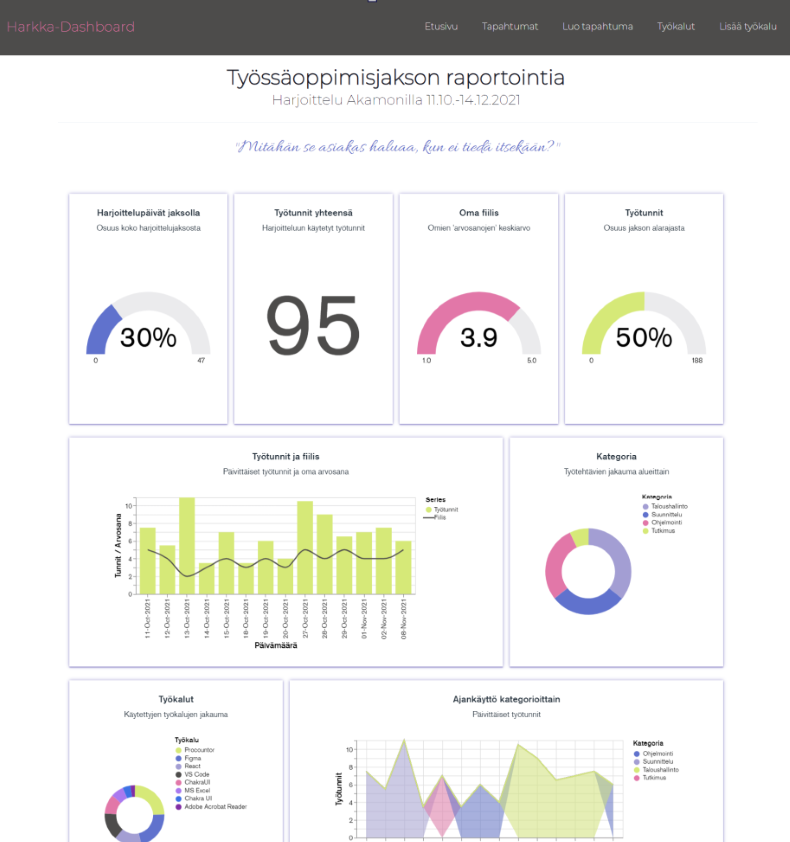 Harkka-Dashboard
Etusivu Tapahtumat Luo tapahtuma Työkalut Lisää työkalu
Työssäoppimisjakson raportointia
Harjoittelu Akamonilla 11.10.-14.12.2021
"Mitähän se asiakas haluaa, kun ei tiedä itsekään?"
Harjoittelupäivät jaksolla
Osuus koko harjoittelujaksosta
30%
0 47
Työtunnit yhteensä
Harjoitteluun käytetyt työtunnit
95
Oma fiilis
Omien 'arvosanojen' keskiarvo
3.9
1.0 5.0
Työtunnit
Osuus jakson alarajasta
50%
0 188
Työtunnit ja fiilis
Päivittäiset työtunnit ja oma arvosana
Tunnit / Arvosana
10
8
6
4
2
0
11-Oct-2021
12-Oct-2021
13-Oct-2021
14-Oct-2021
15-Oct-2021
18-Oct-2021
19-Oct-2021
20-Oct-2021
27-Oct-2021
28-Oct-2021
29-Oct-2021
01-Nov-2021
02-Nov-2021
08-Nov-2021
Päivämäärä
Series
Työtunnit
Fiilis
Kategoria
Työtehtävien jakauma alueittain
Kategoria
Taloushallinto
Suunnittelu
Ohjelmointi
Tutkimus
Työkalut
Käytettyjen työkalujen jakauma
Työkalu
Procountor
Figma
React
VS Code
ChakraUI
MS Excel
Chakra UI
Adobe Acrobat Reader
Ajankäyttö kategorioittain
Päivittäiset työtunnit
Työtunnit
10
8
6
4
2
0
Kategoria
Ohjelmointi
Suunnittelu
Taloushallinto
Tutkimus